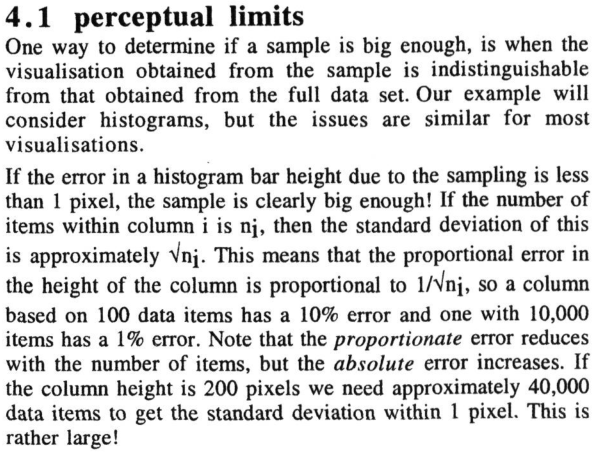 4.1 perceptual limits
One way to determine if a sample is big enough, is when the
visualisation obtained from the sample is indistinguishable
from that obtained from the full data set. Our example will
consider histograms, but the issues are similar for most
visualisations.
If the error in a histogram bar height due to the sampling is less
than 1 pixel, the sample is clearly big enough! If the number of
items within column i is nᵢ, then the standard deviation of this
is approximately √nᵢ. This means that the proportional error in
the height of the column is proportional to 1/√nᵢ, so a column
based on 100 data items has a 10% error and one with 10,000
items has a 1% error. Note that the proportionate error reduces
with the number of items, but the absolute error increases. If
the column height is 200 pixels we need approximately 40,000
data items to get the standard deviation within 1 pixel. This is
rather large!